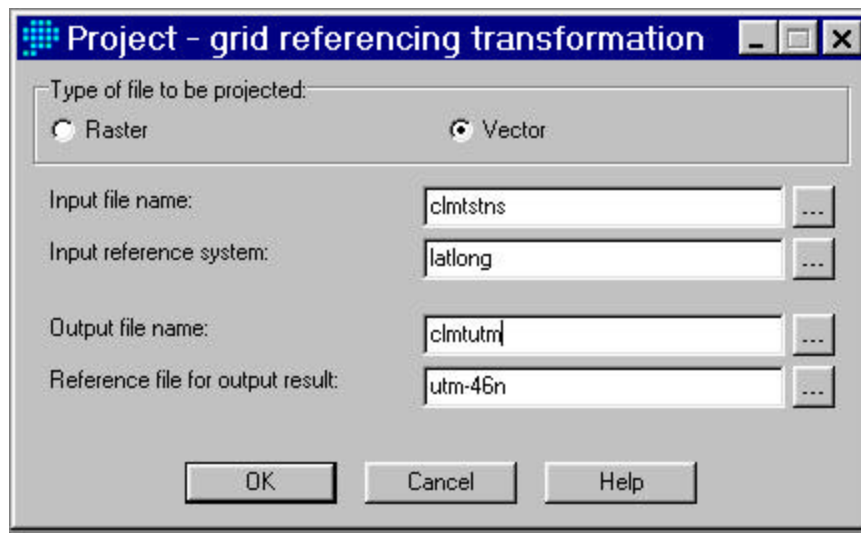 Project - grid referencing transformation
Type of file to be projected:
Raster Vector
Input file name: clmtstns ...
Input reference system: latlong ...
Output file name: clmtutm ...
Reference file for output result: utm-46n ...
OK Cancel Help